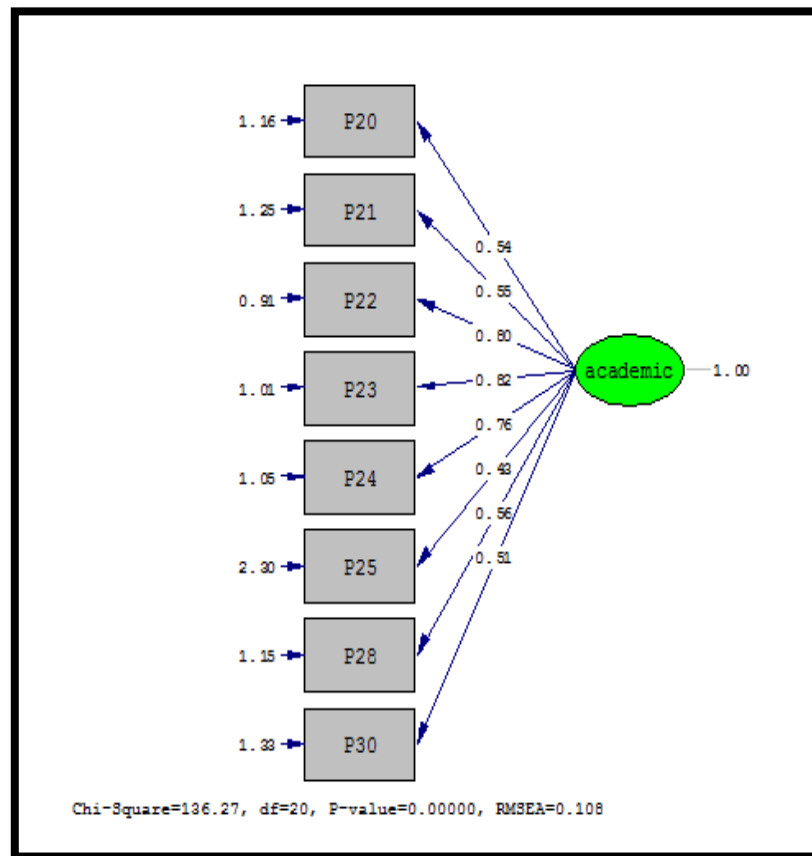 1.16 P20
0.54
1.25 P21
0.55
0.91 P22
0.80
academic 1.00
1.01 P23
0.82
0.76
1.05 P24
0.43
0.56
2.30 P25
0.51
1.15 P28
1.33 P30
Chi-Square=136.27, df=20, P-value=0.00000, RMSEA=0.108